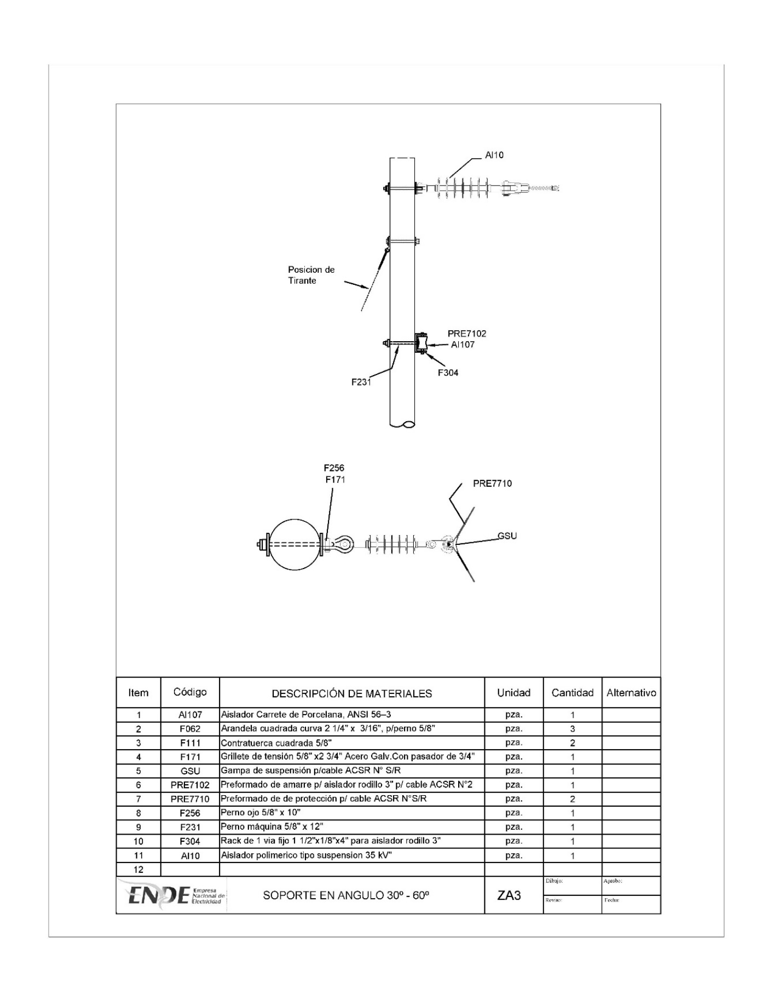 AI10
Posicion de
Tirante
PRE7102
AI107
F304
F231
F256
F171
PRE7710
GSU
Item Código DESCRIPCIÓN DE MATERIALES Unidad Cantidad Alternativo
1 AI107 Aislador Carrete de Porcelana, ANSI 56–3 pza. 1
2 F062 Arandela cuadrada curva 2 1/4" x 3/16", p/perno 5/8" pza. 3
3 F111 Contratuerca cuadrada 5/8" pza. 2
4 F171 Grillete de tensión 5/8" x2 3/4" Acero Galv.Con pasador de 3/4" pza. 1
5 GSU Gampa de suspensión p/cable ACSR N° S/R pza. 1
6 PRE7102 Preformado de amarre p/ aislador rodillo 3" p/ cable ACSR N°2 pza. 1
7 PRE7710 Preformado de de protección p/ cable ACSR N°S/R pza. 2
8 F256 Perno ojo 5/8" x 10" pza. 1
9 F231 Perno máquina 5/8" x 12" pza. 1
10 F304 Rack de 1 via fijo 1 1/2"x1/8"x4" para aislador rodillo 3" pza. 1
11 AI10 Aislador polimerico tipo suspension 35 kV" pza. 1
12
ENDE Empresa
Nacional de
Electricidad
SOPORTE EN ANGULO 30º - 60º ZA3
Dibujo: Aprobo:
Reviso: Fecha: